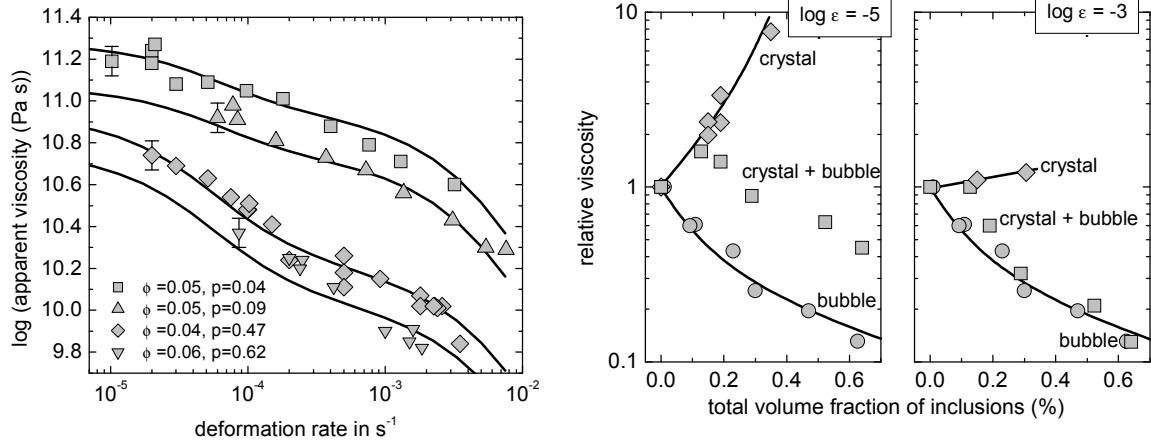 log (apparent viscosity (Pa s))
11.4
11.2
11.0
10.8
10.6
10.4
10.2
10.0
9.8
ϕ =0.05, p=0.04
ϕ =0.05, p=0.09
ϕ =0.04, p=0.47
ϕ =0.06, p=0.62
10-5 10-4 10-3 10-2
deformation rate in s-1
relative viscosity
10
1
0.1
log ε = -5
crystal
crystal + bubble
bubble
0.0 0.2 0.4 0.6
log ε = -3
crystal
crystal + bubble
bubble
0.0 0.2 0.4 0.6
total volume fraction of inclusions (%)